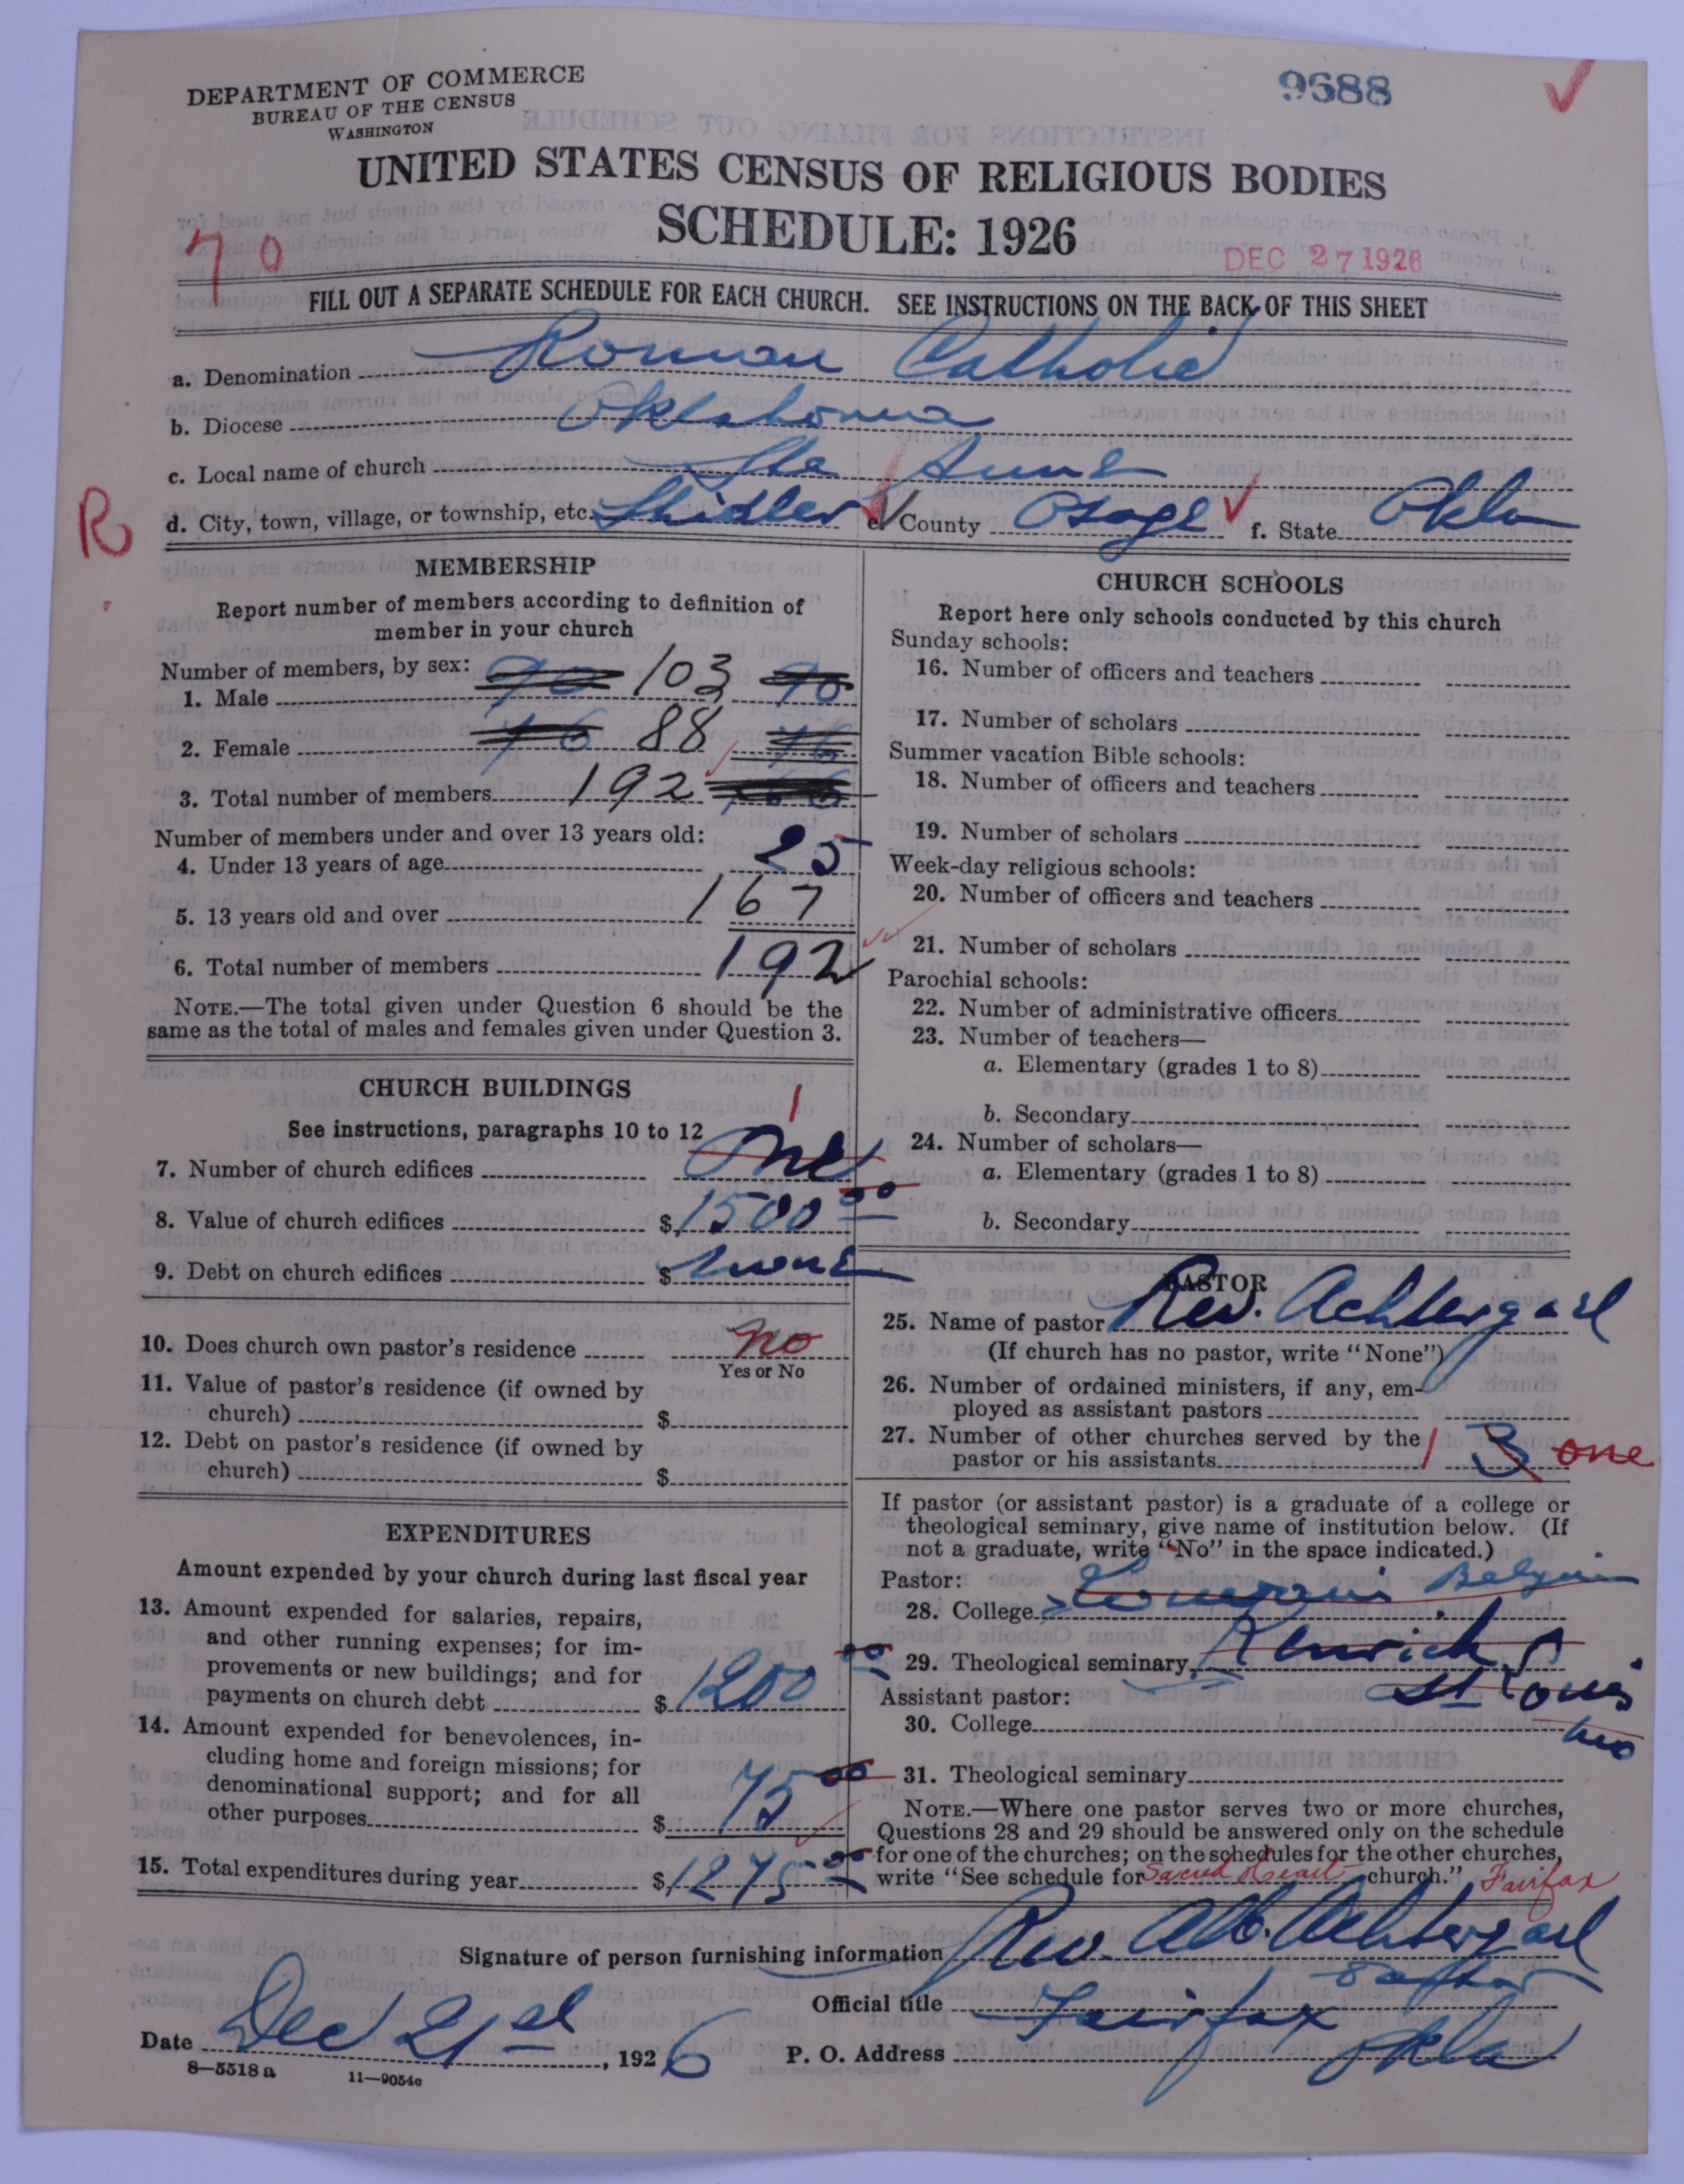 DEPARTMENT OF COMMERCE
BUREAU OF THE CENSUS
WASHINGTON
9688
UNITED STATES CENSUS OF RELIGIOUS BODIES
SCHEDULE: 1926
70
DEC 27 1926
FILL OUT A SEPARATE SCHEDULE FOR EACH CHURCH. SEE INSTRUCTIONS ON THE BACK OF THIS SHEET
a. Denomination Roman Catholic
b. Diocese Oklahoma
c. Local name of church Ste Anne
R
d. City, town, village, or township, etc. Shidler e. County Osage f. State Okla
MEMBERSHIP
Report number of members according to definition of
member in your church
Number of members, by sex:
1. Male 90 103 90
2. Female 76 88 76
3. Total number of members 192 166
Number of members under and over 13 years old:
4. Under 13 years of age 25
5. 13 years old and over 167
6. Total number of members 192
NOTE.—The total given under Question 6 should be the
same as the total of males and females given under Question 3.
CHURCH BUILDINGS
See instructions, paragraphs 10 to 12
1
7. Number of church edifices One
8. Value of church edifices $ 1500 00
9. Debt on church edifices $ none
10. Does church own pastor's residence no
Yes or No
11. Value of pastor's residence (if owned by
church) $
12. Debt on pastor's residence (if owned by
church) $
EXPENDITURES
Amount expended by your church during last fiscal year
13. Amount expended for salaries, repairs,
and other running expenses; for im-
provements or new buildings; and for
payments on church debt $ 1200 00
14. Amount expended for benevolences, in-
cluding home and foreign missions; for
denominational support; and for all
other purposes $ 75 00
15. Total expenditures during year $ 1275 00
CHURCH SCHOOLS
Report here only schools conducted by this church
Sunday schools:
16. Number of officers and teachers
17. Number of scholars
Summer vacation Bible schools:
18. Number of officers and teachers
19. Number of scholars
Week-day religious schools:
20. Number of officers and teachers
21. Number of scholars
Parochial schools:
22. Number of administrative officers
23. Number of teachers—
a. Elementary (grades 1 to 8)
b. Secondary
24. Number of scholars—
a. Elementary (grades 1 to 8)
b. Secondary
PASTOR
25. Name of pastor Rev. Achtergael
(If church has no pastor, write "None")
26. Number of ordained ministers, if any, em-
ployed as assistant pastors
27. Number of other churches served by the
pastor or his assistants 1 3 one
If pastor (or assistant pastor) is a graduate of a college or
theological seminary, give name of institution below. (If
not a graduate, write "No" in the space indicated.)
Pastor:
28. College Belgium
29. Theological seminary Kenrick
St Louis
Mo
Assistant pastor:
30. College
31. Theological seminary
NOTE.—Where one pastor serves two or more churches,
Questions 28 and 29 should be answered only on the schedule
for one of the churches; on the schedules for the other churches,
write "See schedule for Sacred Heart church." Fairfax
Signature of person furnishing information Rev. Achtergael
Official title Pastor
Date Dec 21st, 1926
P. O. Address Fairfax Okla
8—5518a 11—9054c